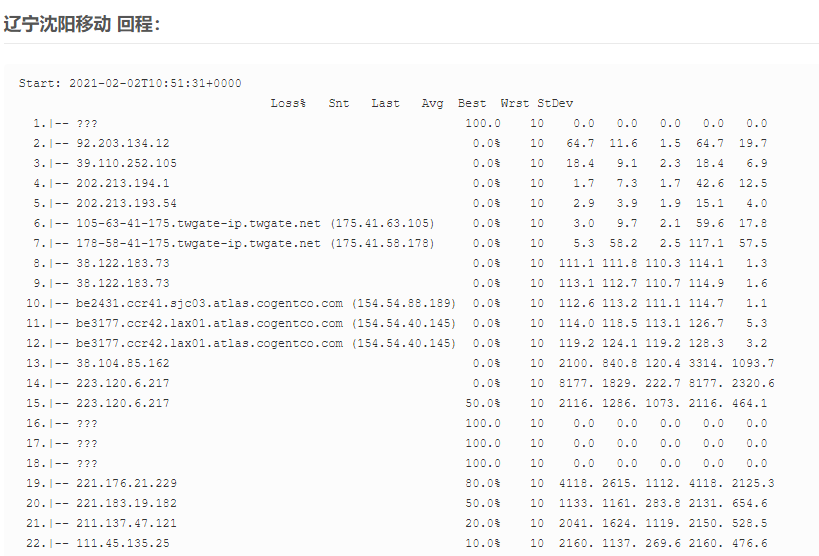 辽宁沈阳移动 回程：
Start: 2021-02-02T10:51:31+0000
Loss% Snt Last Avg Best Wrst StDev
1.|-- ??? 100.0 10 0.0 0.0 0.0 0.0 0.0
2.|-- 92.203.134.12 0.0% 10 64.7 11.6 1.5 64.7 19.7
3.|-- 39.110.252.105 0.0% 10 18.4 9.1 2.3 18.4 6.9
4.|-- 202.213.194.1 0.0% 10 1.7 7.3 1.7 42.6 12.5
5.|-- 202.213.193.54 0.0% 10 2.9 3.9 1.9 15.1 4.0
6.|-- 105-63-41-175.twgate-ip.twgate.net (175.41.63.105) 0.0% 10 3.0 9.7 2.1 59.6 17.8
7.|-- 178-58-41-175.twgate-ip.twgate.net (175.41.58.178) 0.0% 10 5.3 58.2 2.5 117.1 57.5
8.|-- 38.122.183.73 0.0% 10 111.1 111.8 110.3 114.1 1.3
9.|-- 38.122.183.73 0.0% 10 113.1 112.7 110.7 114.9 1.6
10.|-- be2431.ccr41.sjc03.atlas.cogentco.com (154.54.88.189) 0.0% 10 112.6 113.2 111.1 114.7 1.1
11.|-- be3177.ccr42.lax01.atlas.cogentco.com (154.54.40.145) 0.0% 10 114.0 118.5 113.1 126.7 5.3
12.|-- be3177.ccr42.lax01.atlas.cogentco.com (154.54.40.145) 0.0% 10 119.2 124.1 119.2 128.3 3.2
13.|-- 38.104.85.162 0.0% 10 2100. 840.8 120.4 3314. 1093.7
14.|-- 223.120.6.217 0.0% 10 8177. 1829. 222.7 8177. 2320.6
15.|-- 223.120.6.217 50.0% 10 2116. 1286. 1073. 2116. 464.1
16.|-- ??? 100.0 10 0.0 0.0 0.0 0.0 0.0
17.|-- ??? 100.0 10 0.0 0.0 0.0 0.0 0.0
18.|-- ??? 100.0 10 0.0 0.0 0.0 0.0 0.0
19.|-- 221.176.21.229 80.0% 10 4118. 2615. 1112. 4118. 2125.3
20.|-- 221.183.19.182 50.0% 10 1133. 1161. 283.8 2131. 654.6
21.|-- 211.137.47.121 20.0% 10 2041. 1624. 1119. 2150. 528.5
22.|-- 111.45.135.25 10.0% 10 2160. 1137. 269.6 2160. 476.6